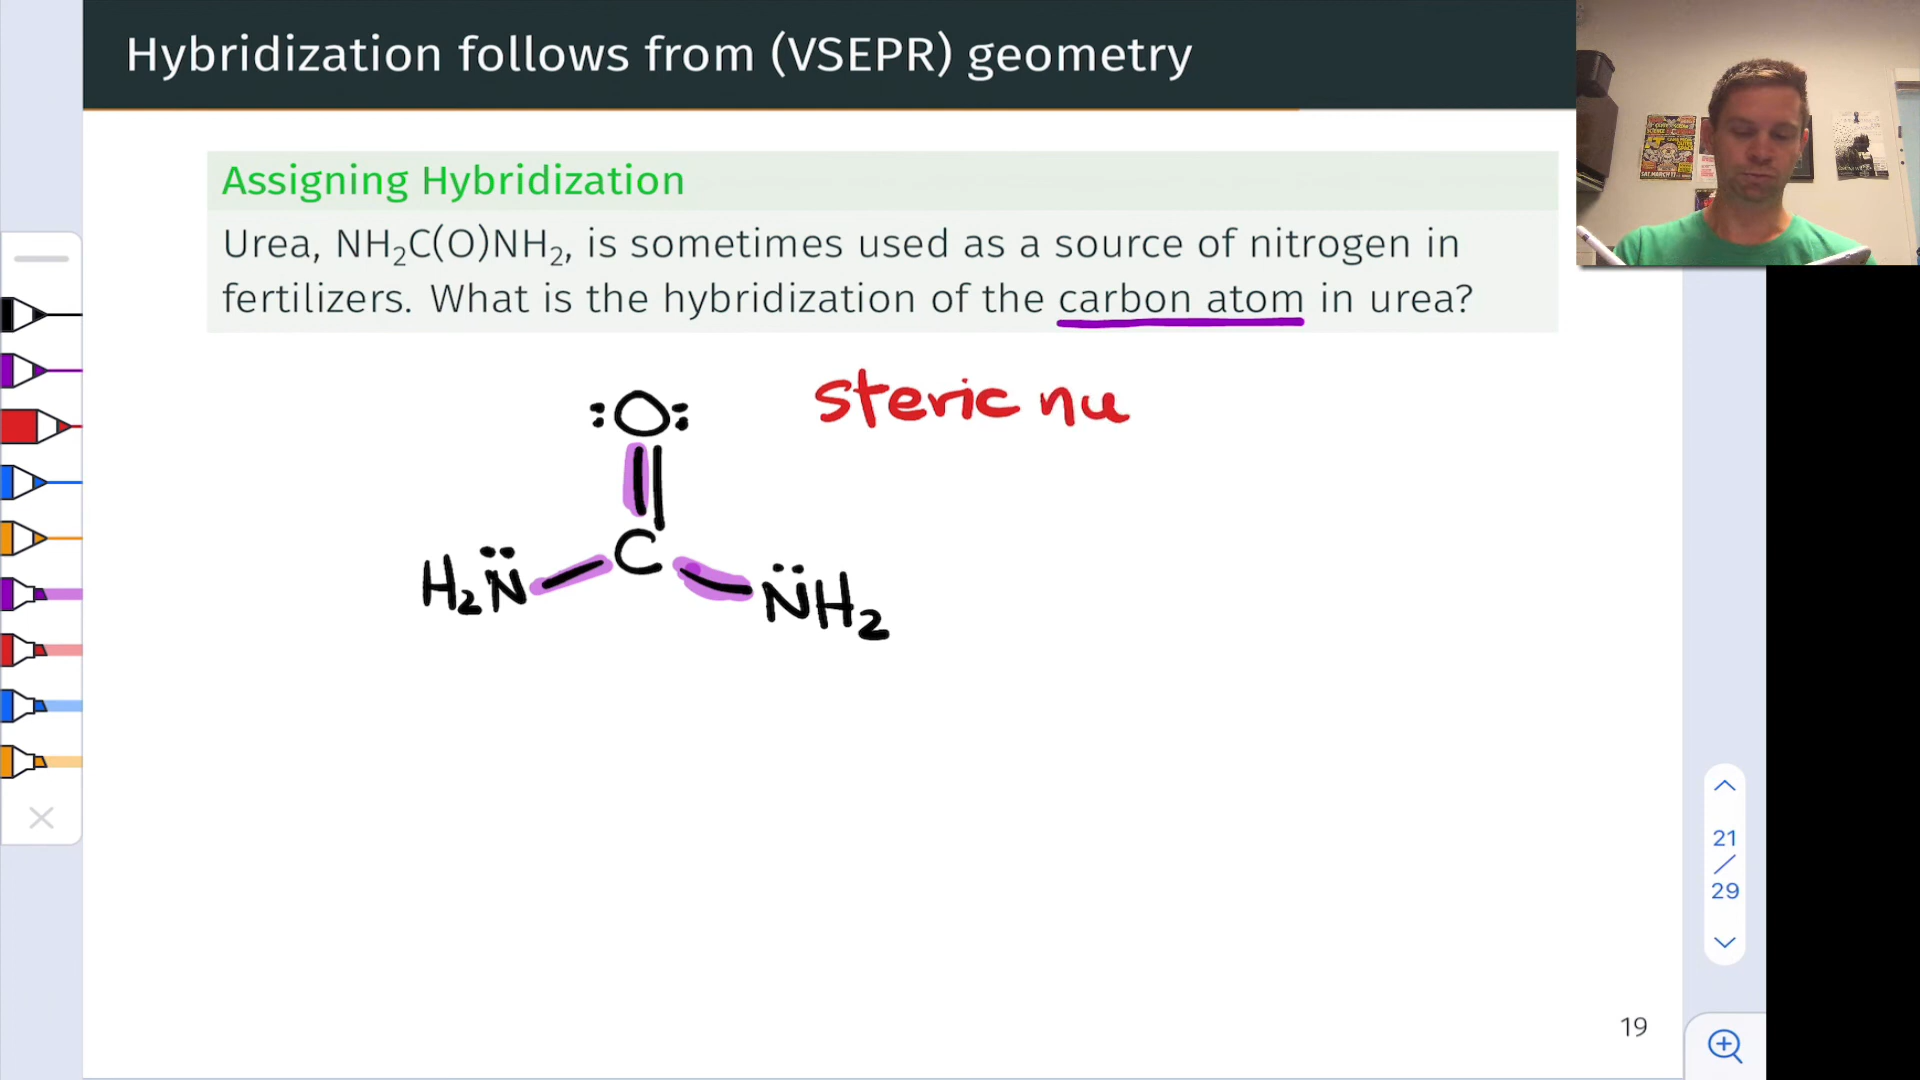 Hybridization follows from (VSEPR) geometry
Assigning Hybridization
Urea, NH₂C(O)NH₂, is sometimes used as a source of nitrogen in
fertilizers. What is the hybridization of the carbon atom in urea?
steric nu
:O:
C
H₂N̈
N̈H₂
21
/
29
19